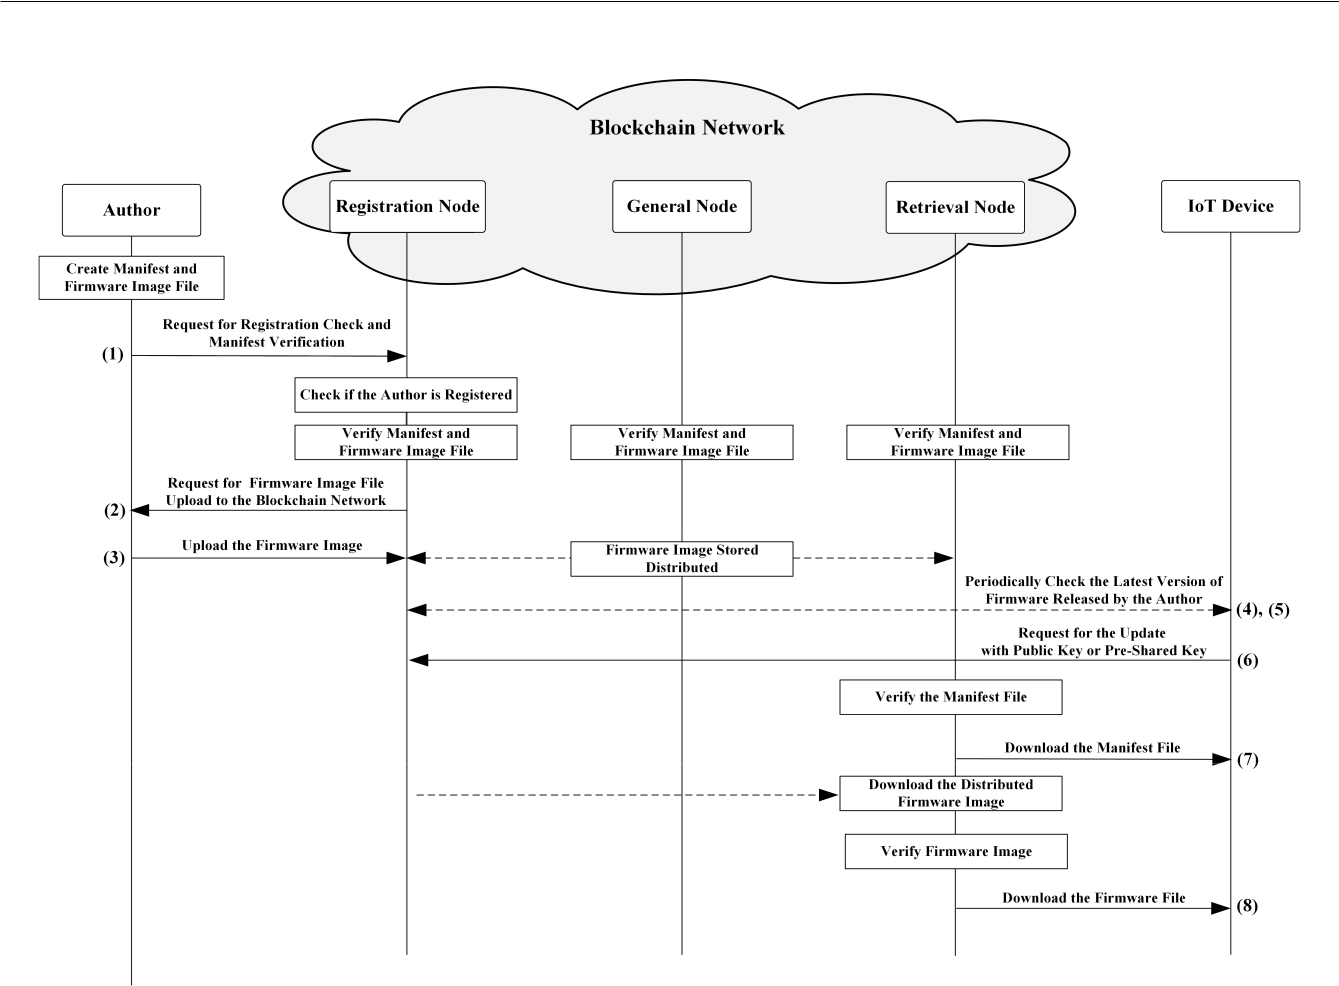 Blockchain Network
Author
Registration Node
General Node
Retrieval Node
IoT Device
Create Manifest and
Firmware Image File
Request for Registration Check and
Manifest Verification
(1)
Check if the Author is Registered
Verify Manifest and
Firmware Image File
Verify Manifest and
Firmware Image File
Verify Manifest and
Firmware Image File
Request for Firmware Image File
Upload to the Blockchain Network
(2)
Upload the Firmware Image
(3)
Firmware Image Stored
Distributed
Periodically Check the Latest Version of
Firmware Released by the Author
(4), (5)
Request for the Update
with Public Key or Pre-Shared Key
(6)
Verify the Manifest File
Download the Manifest File
(7)
Download the Distributed
Firmware Image
Verify Firmware Image
Download the Firmware File
(8)